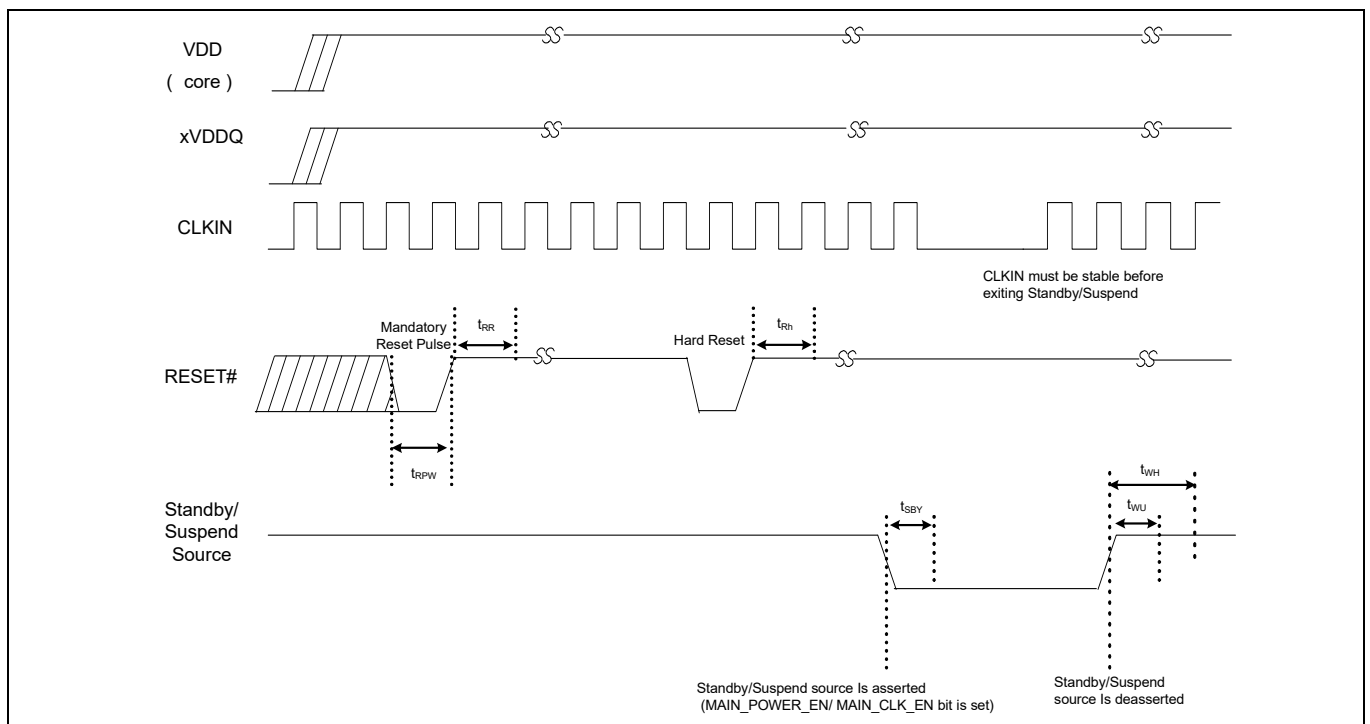 VDD
( core )
xVDDQ
CLKIN
CLKIN must be stable before
exiting Standby/Suspend
Mandatory
Reset Pulse
tRR
Hard Reset
tRh
RESET#
tRPW
Standby/
Suspend
Source
tSBY
tWH
tWU
Standby/Suspend source Is asserted
(MAIN_POWER_EN/ MAIN_CLK_EN bit is set)
Standby/Suspend
source Is deasserted